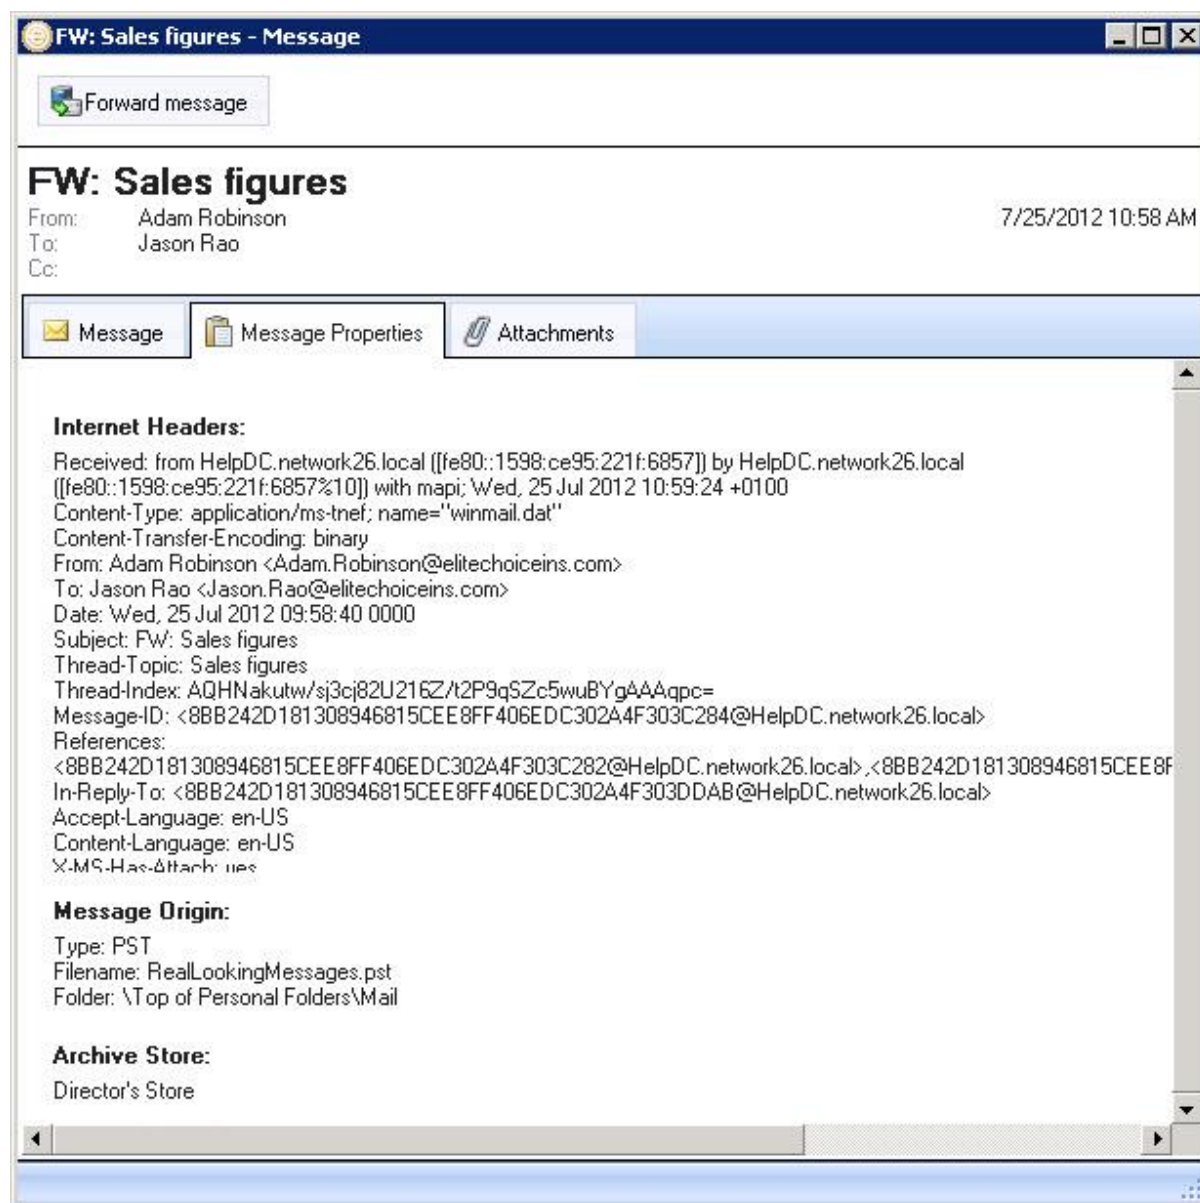 FW: Sales figures - Message
Forward message
FW: Sales figures
From: Adam Robinson 7/25/2012 10:58 AM
To: Jason Rao
Cc:
Message Message Properties Attachments
Internet Headers:
Received: from HelpDC.network26.local ([fe80::1598:ce95:221f:6857]) by HelpDC.network26.local
([fe80::1598:ce95:221f:6857%10]) with mapi; Wed, 25 Jul 2012 10:59:24 +0100
Content-Type: application/ms-tnef; name="winmail.dat"
Content-Transfer-Encoding: binary
From: Adam Robinson <Adam.Robinson@elitechoiceins.com>
To: Jason Rao <Jason.Rao@elitechoiceins.com>
Date: Wed, 25 Jul 2012 09:58:40 0000
Subject: FW: Sales figures
Thread-Topic: Sales figures
Thread-Index: AQHNakutw/sj3cj82U216Z/t2P9qSZc5wuBYgAAAqpc=
Message-ID: <8BB242D181308946815CEE8FF406EDC302A4F303C284@HelpDC.network26.local>
References:
<8BB242D181308946815CEE8FF406EDC302A4F303C282@HelpDC.network26.local>,<8BB242D181308946815CEE8F
In-Reply-To: <8BB242D181308946815CEE8FF406EDC302A4F303DDAB@HelpDC.network26.local>
Accept-Language: en-US
Content-Language: en-US
X-MS-Has-Attach: yes
Message Origin:
Type: PST
Filename: RealLookingMessages.pst
Folder: \Top of Personal Folders\Mail
Archive Store:
Director's Store